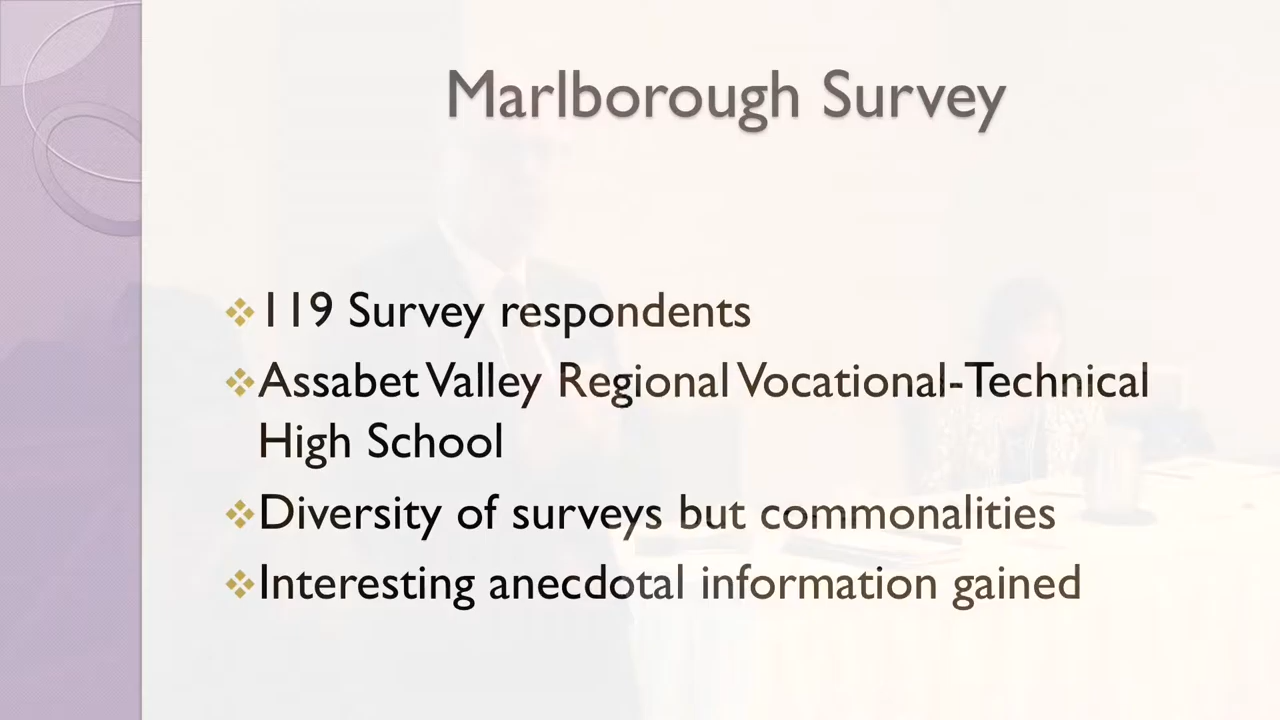 Marlborough Survey
119 Survey respondents
Assabet Valley Regional Vocational-Technical
High School
Diversity of surveys but commonalities
Interesting anecdotal information gained